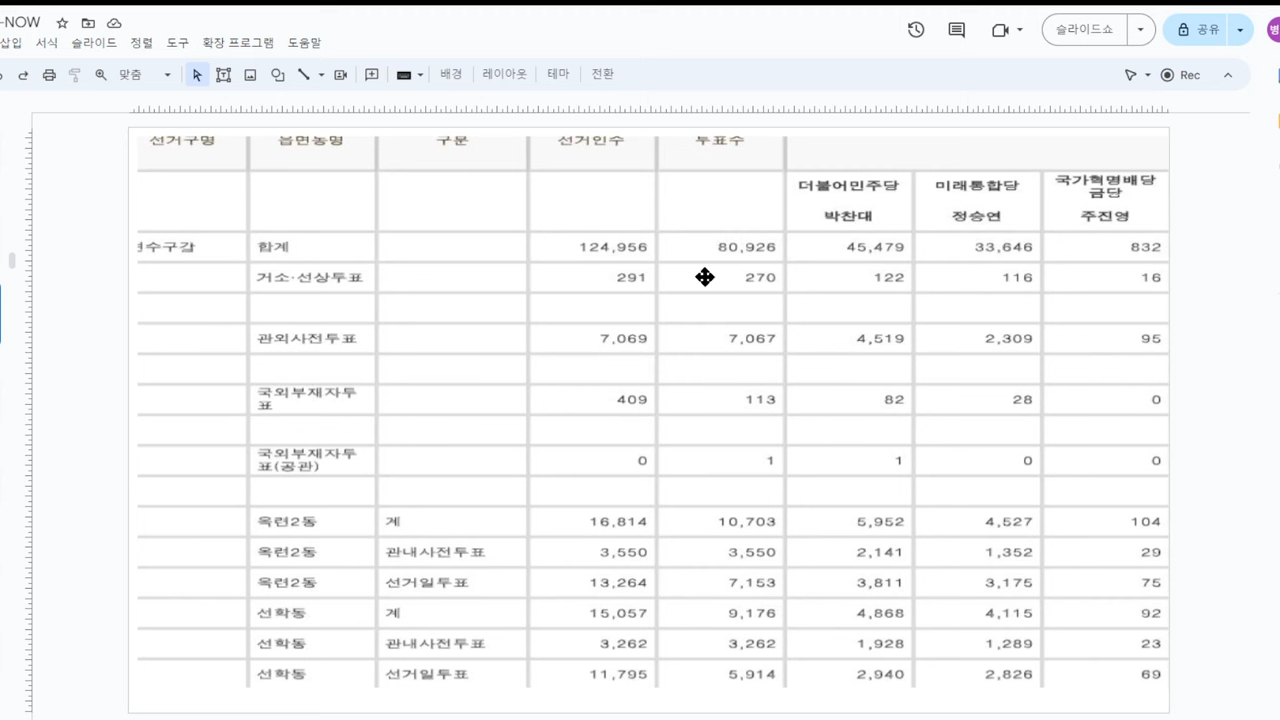 -NOW
삽입 서식 슬라이드 정렬 도구 확장 프로그램 도움말
슬라이드쇼 공유 병
맞춤 배경 레이아웃 테마 전환 Rec
선거구명 읍면동명 구분 선거인수 투표수
더불어민주당 미래통합당 국가혁명배당
금당
박찬대 정승연 주진영
연수구갑 합계 124,956 80,926 45,479 33,646 832
거소·선상투표 291 270 122 116 16
관외사전투표 7,069 7,067 4,519 2,309 95
국외부재자투
표 409 113 82 28 0
국외부재자투
표(공관) 0 1 1 0 0
옥련2동 계 16,814 10,703 5,952 4,527 104
옥련2동 관내사전투표 3,550 3,550 2,141 1,352 29
옥련2동 선거일투표 13,264 7,153 3,811 3,175 75
선학동 계 15,057 9,176 4,868 4,115 92
선학동 관내사전투표 3,262 3,262 1,928 1,289 23
선학동 선거일투표 11,795 5,914 2,940 2,826 69